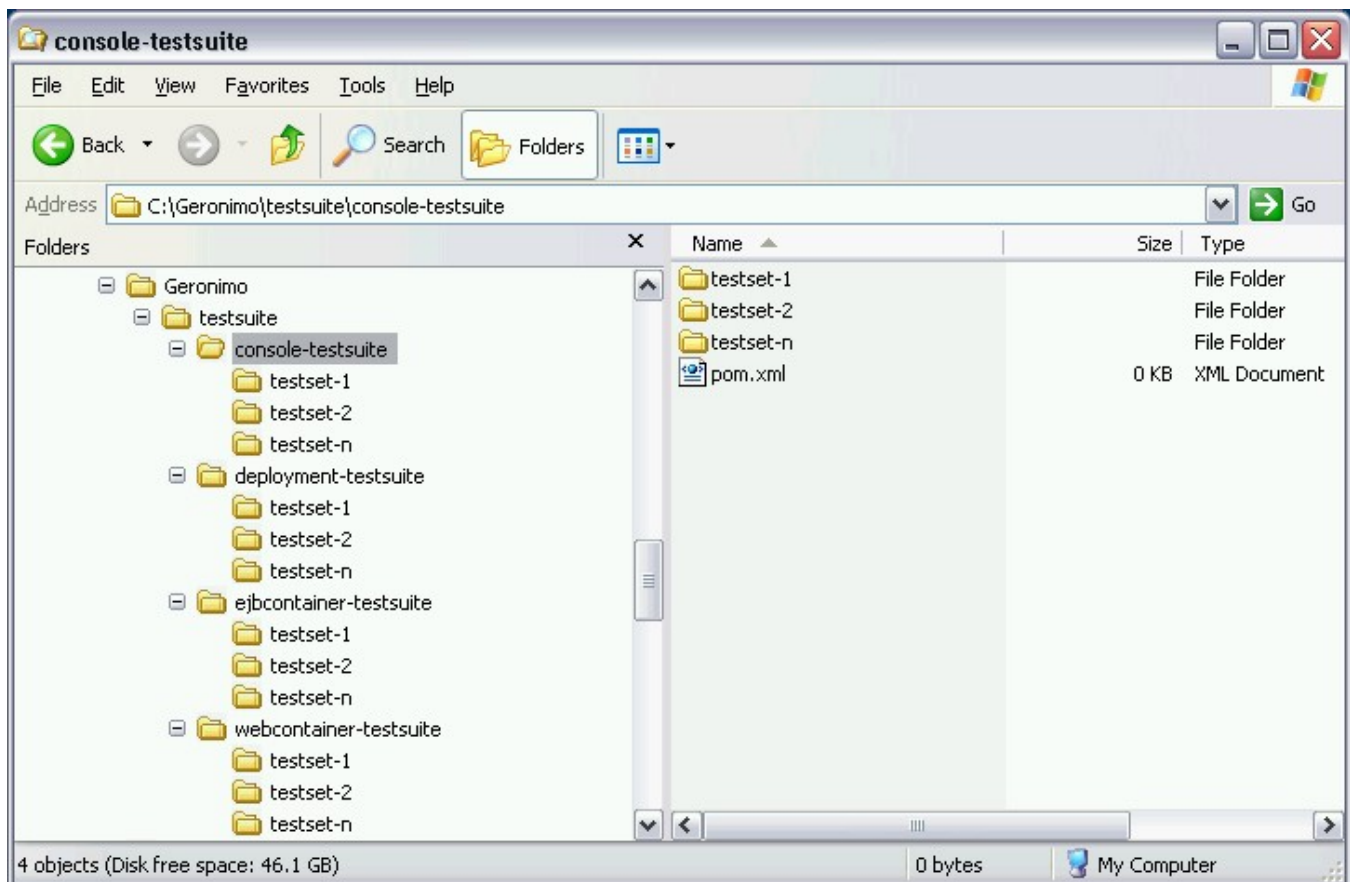 console-testsuite
File Edit View Favorites Tools Help
Back Search Folders
Address C:\Geronimo\testsuite\console-testsuite Go
Folders
Geronimo
testsuite
console-testsuite
testset-1
testset-2
testset-n
deployment-testsuite
testset-1
testset-2
testset-n
ejbcontainer-testsuite
testset-1
testset-2
testset-n
webcontainer-testsuite
testset-1
testset-2
testset-n
Name Size Type
testset-1 File Folder
testset-2 File Folder
testset-n File Folder
pom.xml 0 KB XML Document
4 objects (Disk free space: 46.1 GB) 0 bytes My Computer